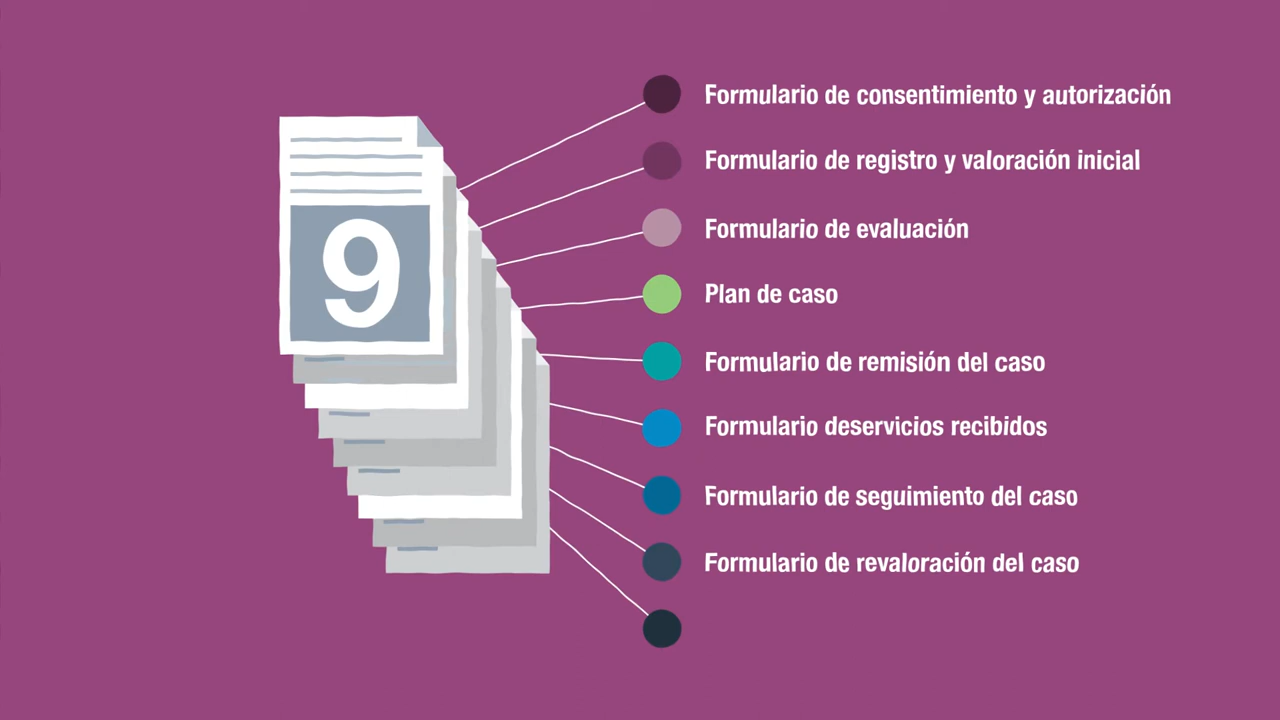 9
Formulario de consentimiento y autorización
Formulario de registro y valoración inicial
Formulario de evaluación
Plan de caso
Formulario de remisión del caso
Formulario deservicios recibidos
Formulario de seguimiento del caso
Formulario de revaloración del caso